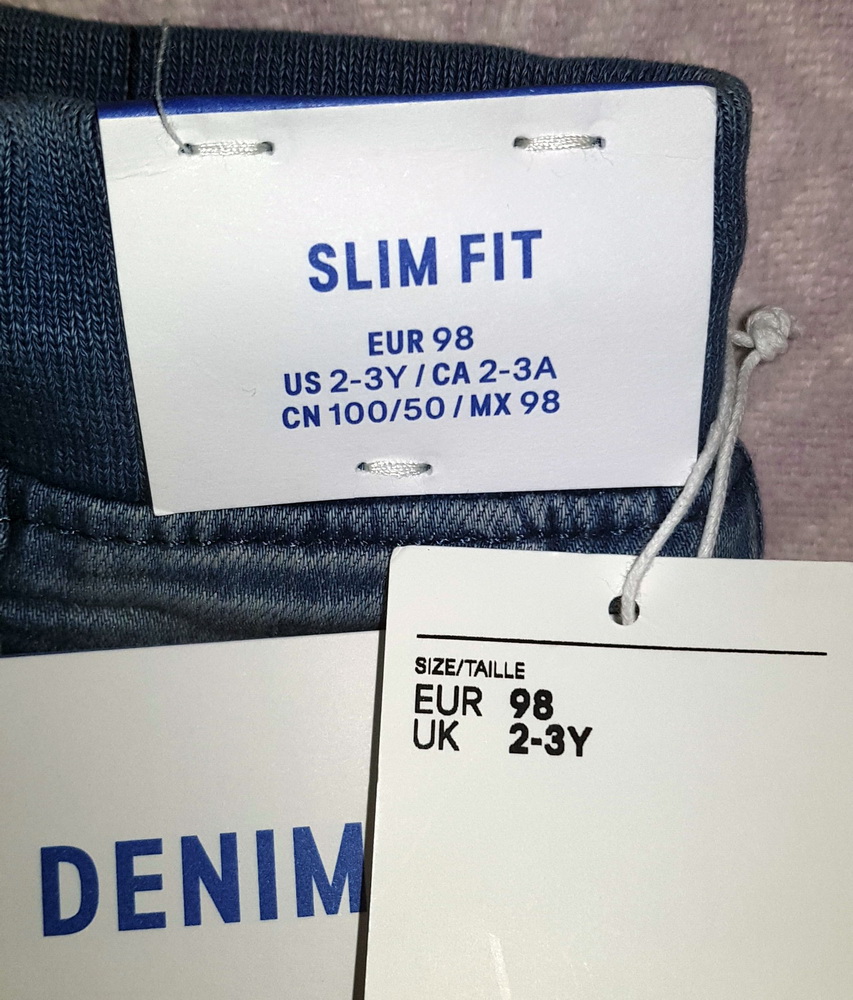 SLIM FIT
EUR 98
US 2-3Y / CA 2-3A
CN 100/50 / MX 98
SIZE/TAILLE
EUR 98
UK 2-3Y
DENIM